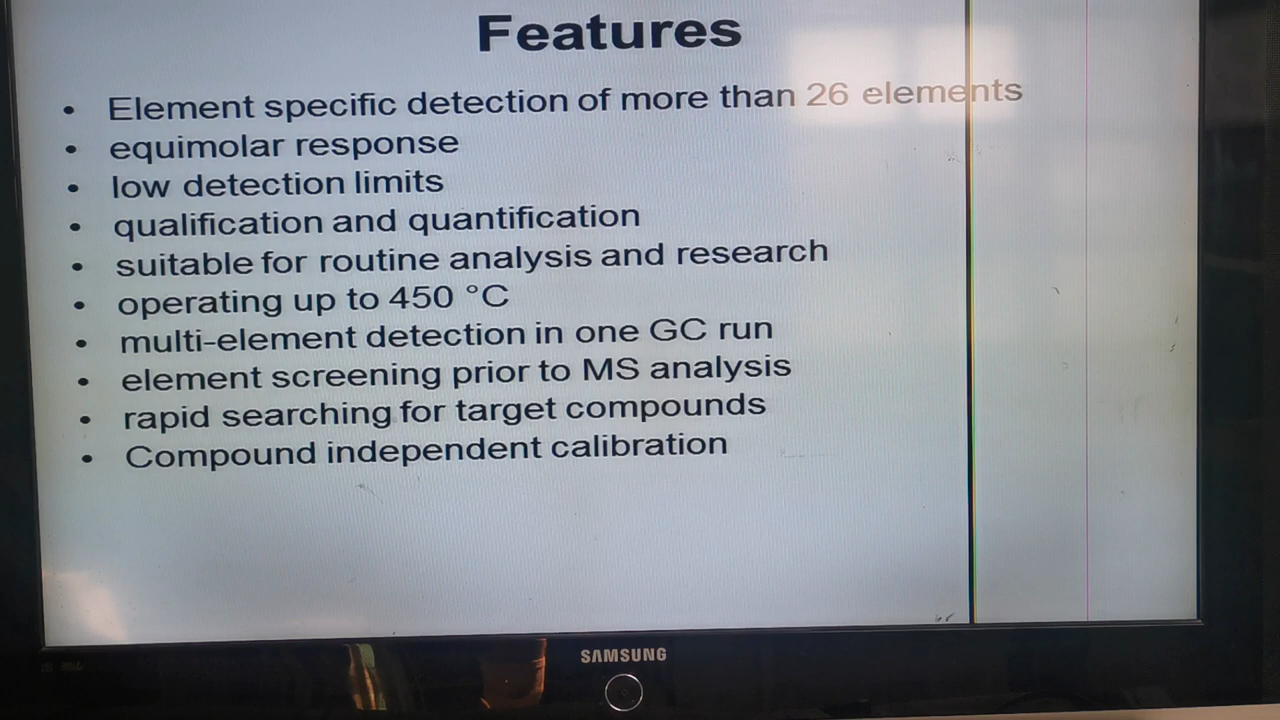 Features
• Element specific detection of more than 26 elements
• equimolar response
• low detection limits
• qualification and quantification
• suitable for routine analysis and research
• operating up to 450 °C
• multi-element detection in one GC run
• element screening prior to MS analysis
• rapid searching for target compounds
• Compound independent calibration
SAMSUNG